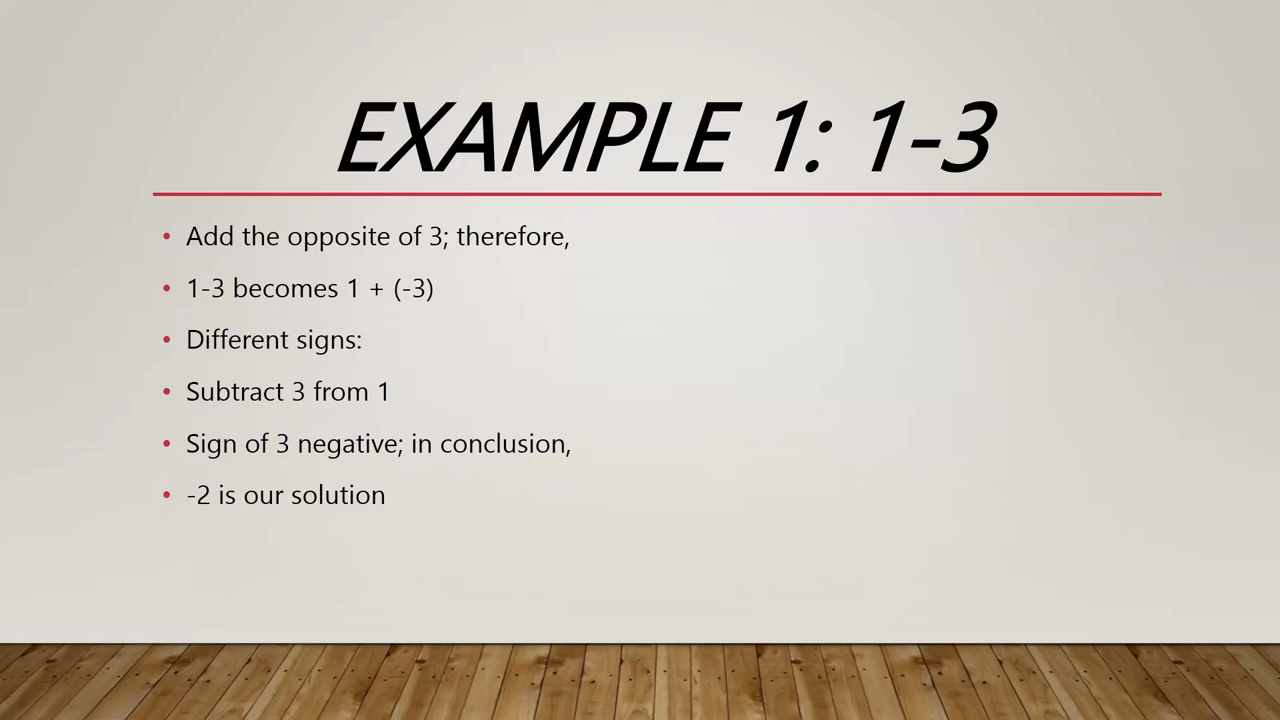 EXAMPLE 1: 1-3
• Add the opposite of 3; therefore,
• 1-3 becomes 1 + (-3)
• Different signs:
• Subtract 3 from 1
• Sign of 3 negative; in conclusion,
• -2 is our solution